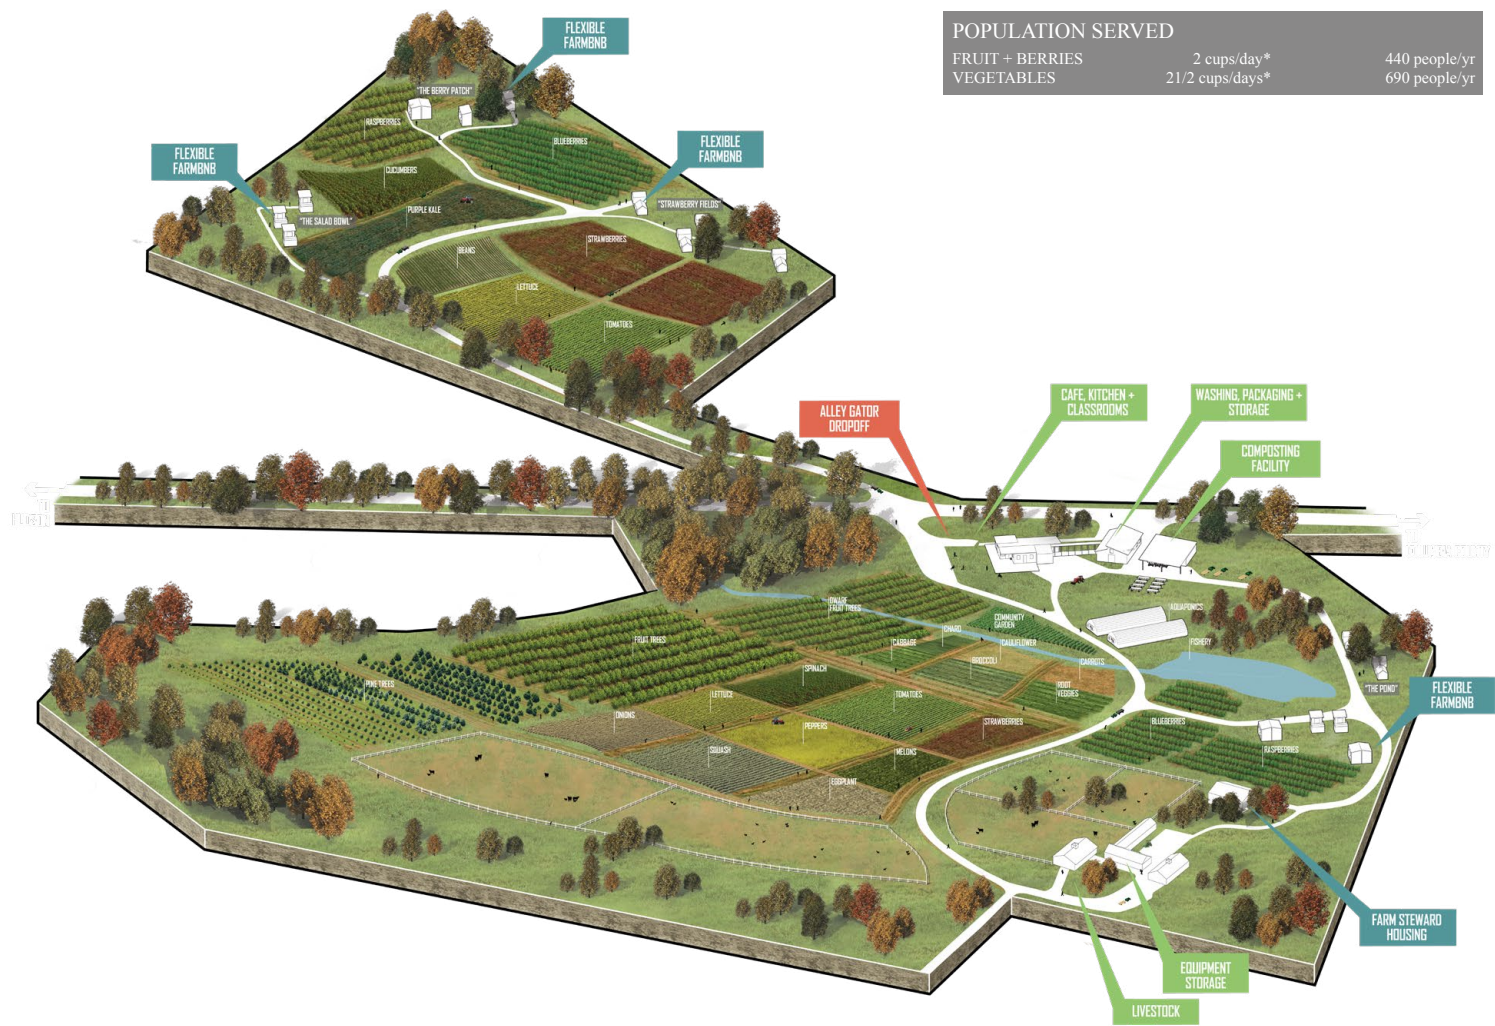 POPULATION SERVED
FRUIT + BERRIES 2 cups/day* 440 people/yr
VEGETABLES 21/2 cups/days* 690 people/yr
FLEXIBLE
FARMBNB
"THE BERRY PATCH"
RASPBERRIES
BLUEBERRIES
FLEXIBLE
FARMBNB
FLEXIBLE
FARMBNB
CUCUMBERS
PURPLE KALE
"STRAWBERRY FIELDS"
"THE SALAD BOWL"
BEANS
STRAWBERRIES
LETTUCE
TOMATOES
ALLEY GATOR
DROPOFF
CAFE, KITCHEN +
CLASSROOMS
WASHING, PACKAGING +
STORAGE
COMPOSTING
FACILITY
DWARF
FRUIT TREES
FRUIT TREES
COMMUNITY
GARDEN
AQUAPONICS
CHARD
CABBAGE
CAULIFLOWER
FISHERY
BROCCOLI
CARROTS
SPINACH
PINE TREES
ROOT
VEGGIES
"THE POND"
FLEXIBLE
FARMBNB
LETTUCE
TOMATOES
ONIONS
PEPPERS
STRAWBERRIES
BLUEBERRIES
SQUASH
MELONS
RASPBERRIES
EGGPLANT
FARM STEWARD
HOUSING
EQUIPMENT
STORAGE
LIVESTOCK